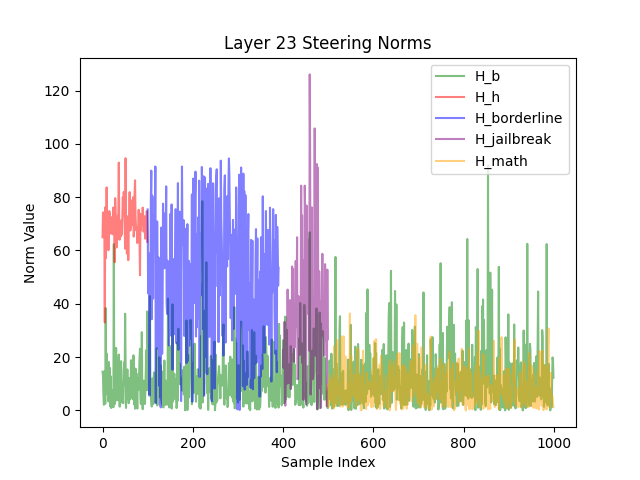 Layer 23 Steering Norms
H_b
H_h
H_borderline
H_jailbreak
H_math
Norm Value
120
100
80
60
40
20
0
0 200 400 600 800 1000
Sample Index